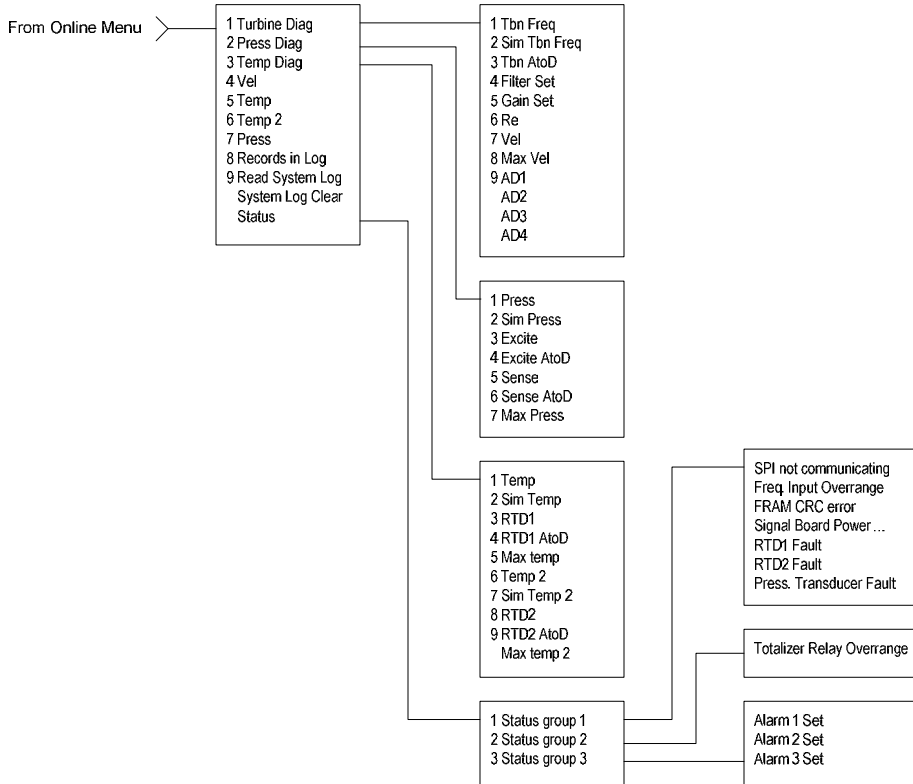 From Online Menu
1 Turbine Diag
2 Press Diag
3 Temp Diag
4 Vel
5 Temp
6 Temp 2
7 Press
8 Records in Log
9 Read System Log
System Log Clear
Status
1 Tbn Freq
2 Sim Tbn Freq
3 Tbn AtoD
4 Filter Set
5 Gain Set
6 Re
7 Vel
8 Max Vel
9 AD1
AD2
AD3
AD4
1 Press
2 Sim Press
3 Excite
4 Excite AtoD
5 Sense
6 Sense AtoD
7 Max Press
1 Temp
2 Sim Temp
3 RTD1
4 RTD1 AtoD
5 Max temp
6 Temp 2
7 Sim Temp 2
8 RTD2
9 RTD2 AtoD
Max temp 2
1 Status group 1
2 Status group 2
3 Status group 3
SPI not communicating
Freq. Input Overrange
FRAM CRC error
Signal Board Power ...
RTD1 Fault
RTD2 Fault
Press. Transducer Fault
Totalizer Relay Overrange
Alarm 1 Set
Alarm 2 Set
Alarm 3 Set